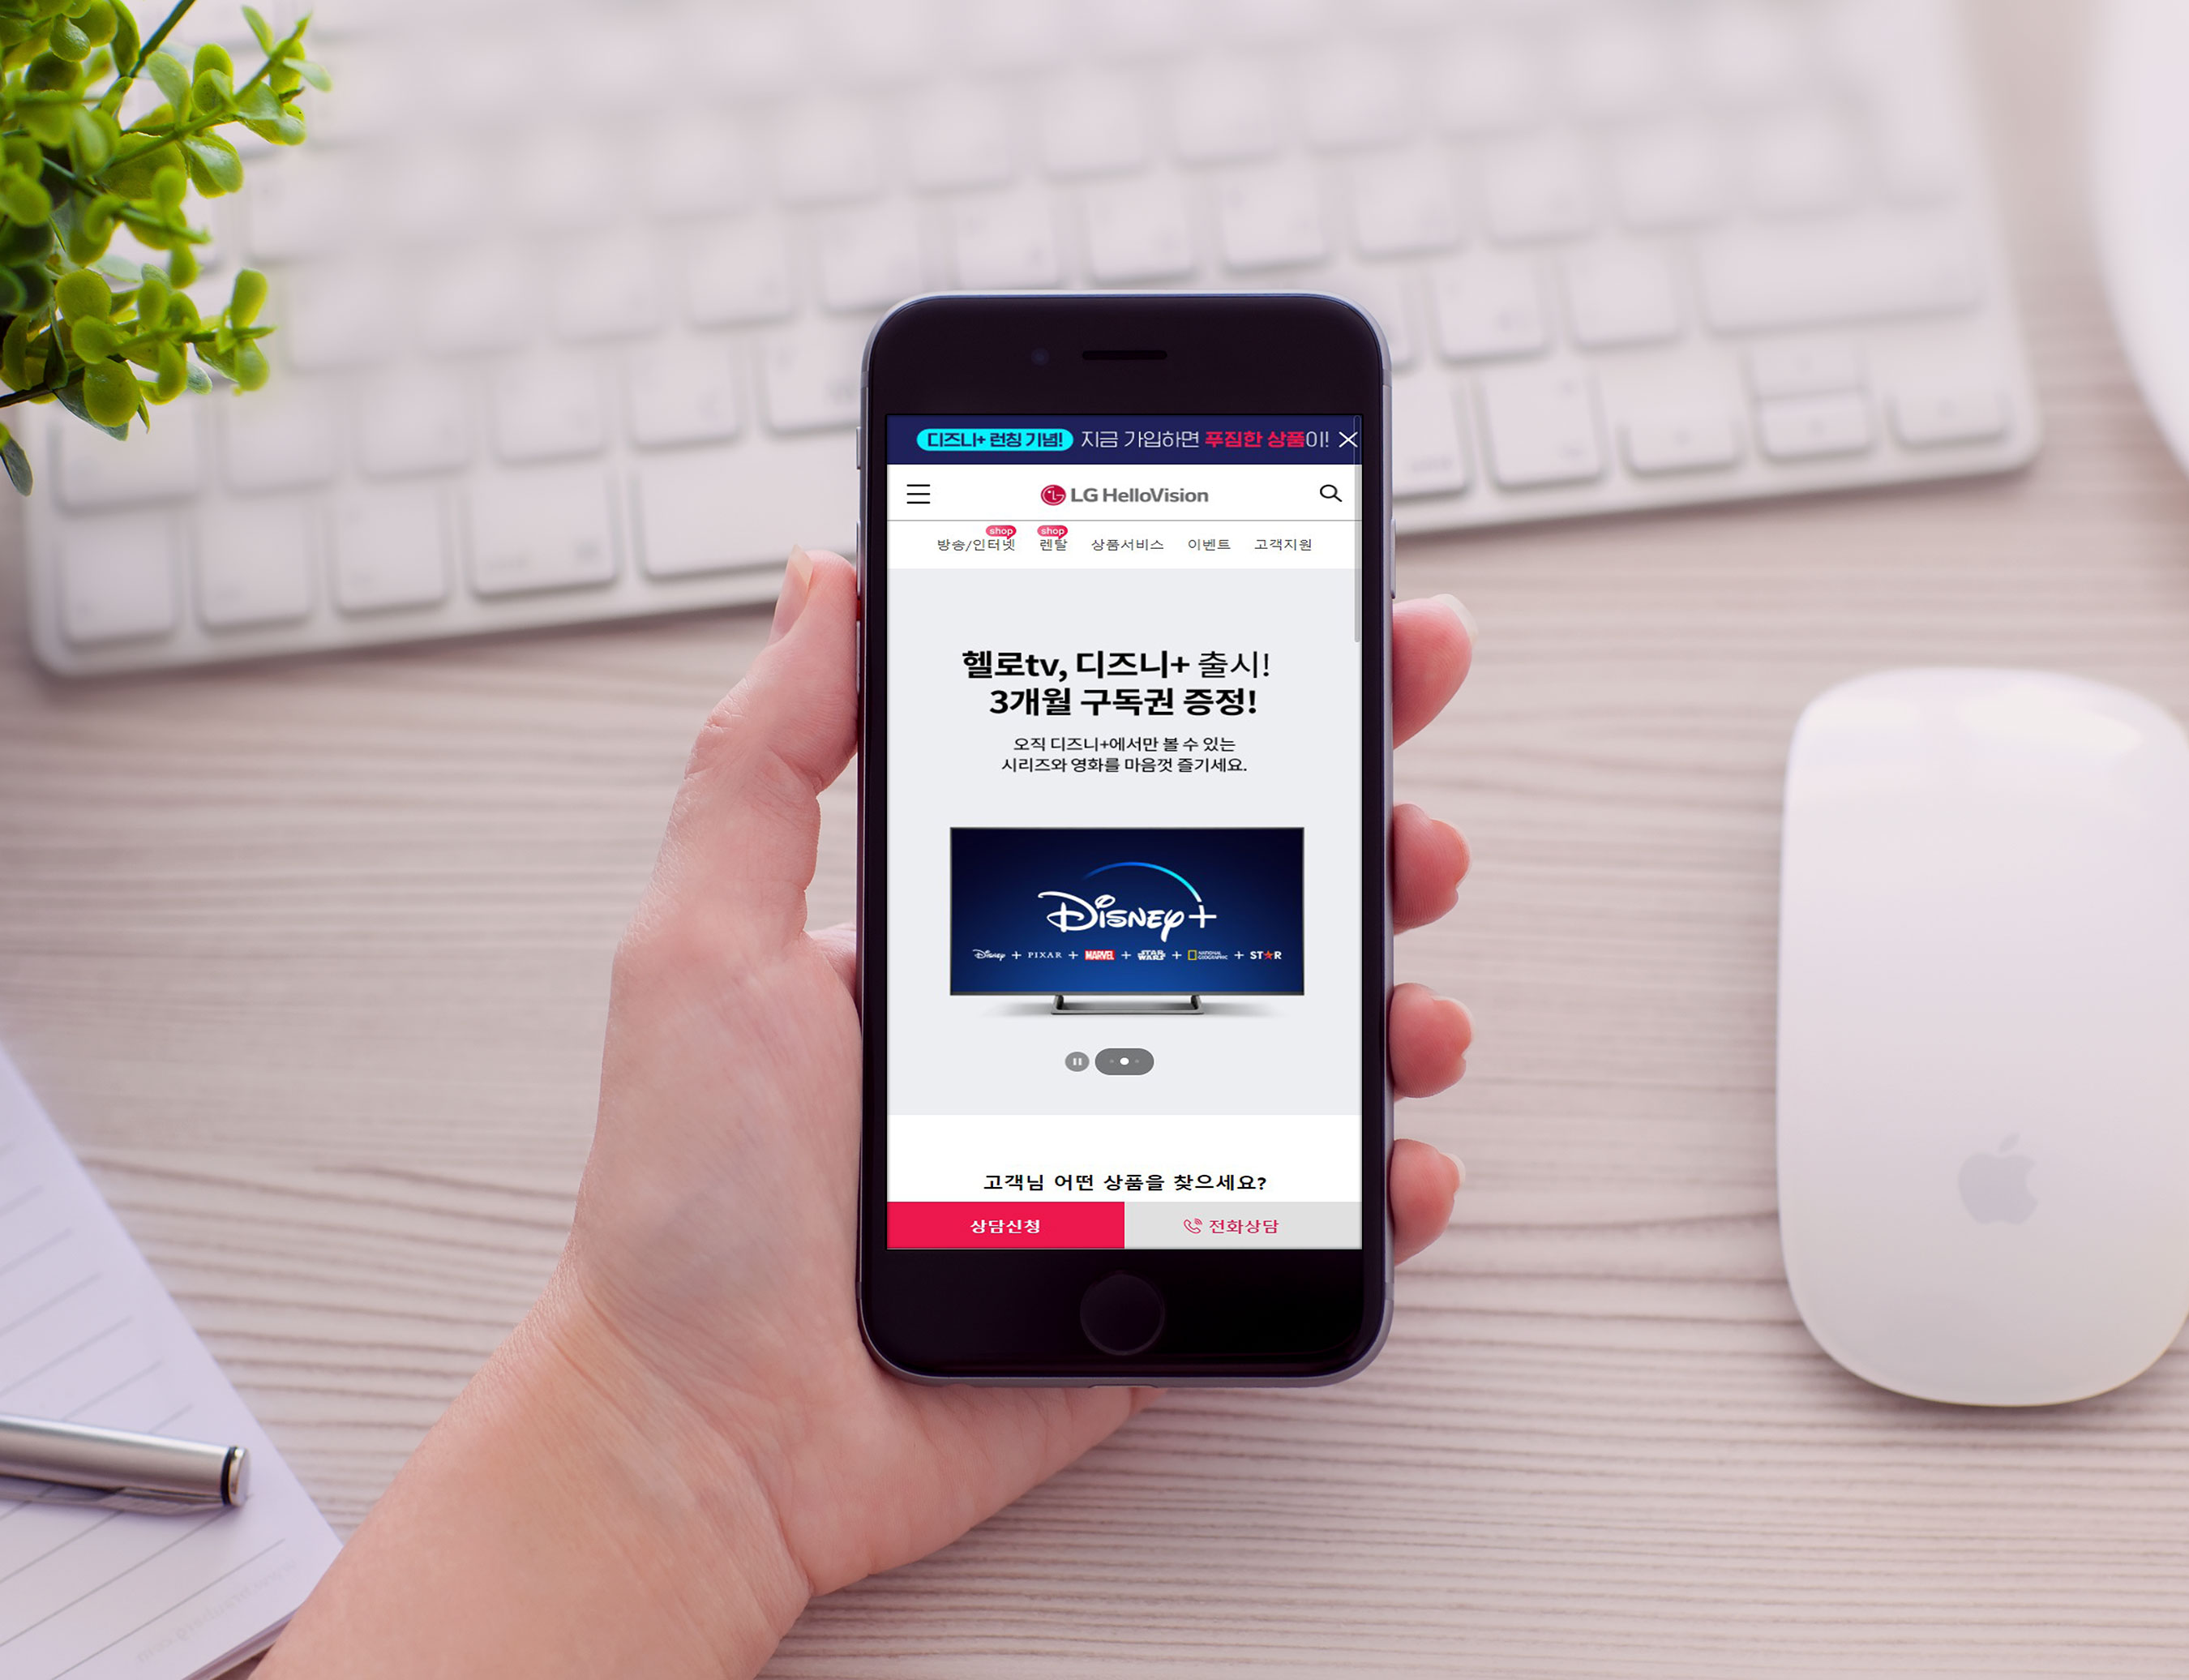 디즈니+ 런칭 기념! 지금 가입하면 푸짐한 상품이!
LG HelloVision
shop shop
방송/인터넷 렌탈 상품서비스 이벤트 고객지원
헬로tv, 디즈니+ 출시!
3개월 구독권 증정!
오직 디즈니+에서만 볼 수 있는
시리즈와 영화를 마음껏 즐기세요.
Disney+
Disney + PIXAR + MARVEL + STAR WARS + NATIONAL GEOGRAPHIC + STAR
고객님 어떤 상품을 찾으세요?
상담신청 전화상담